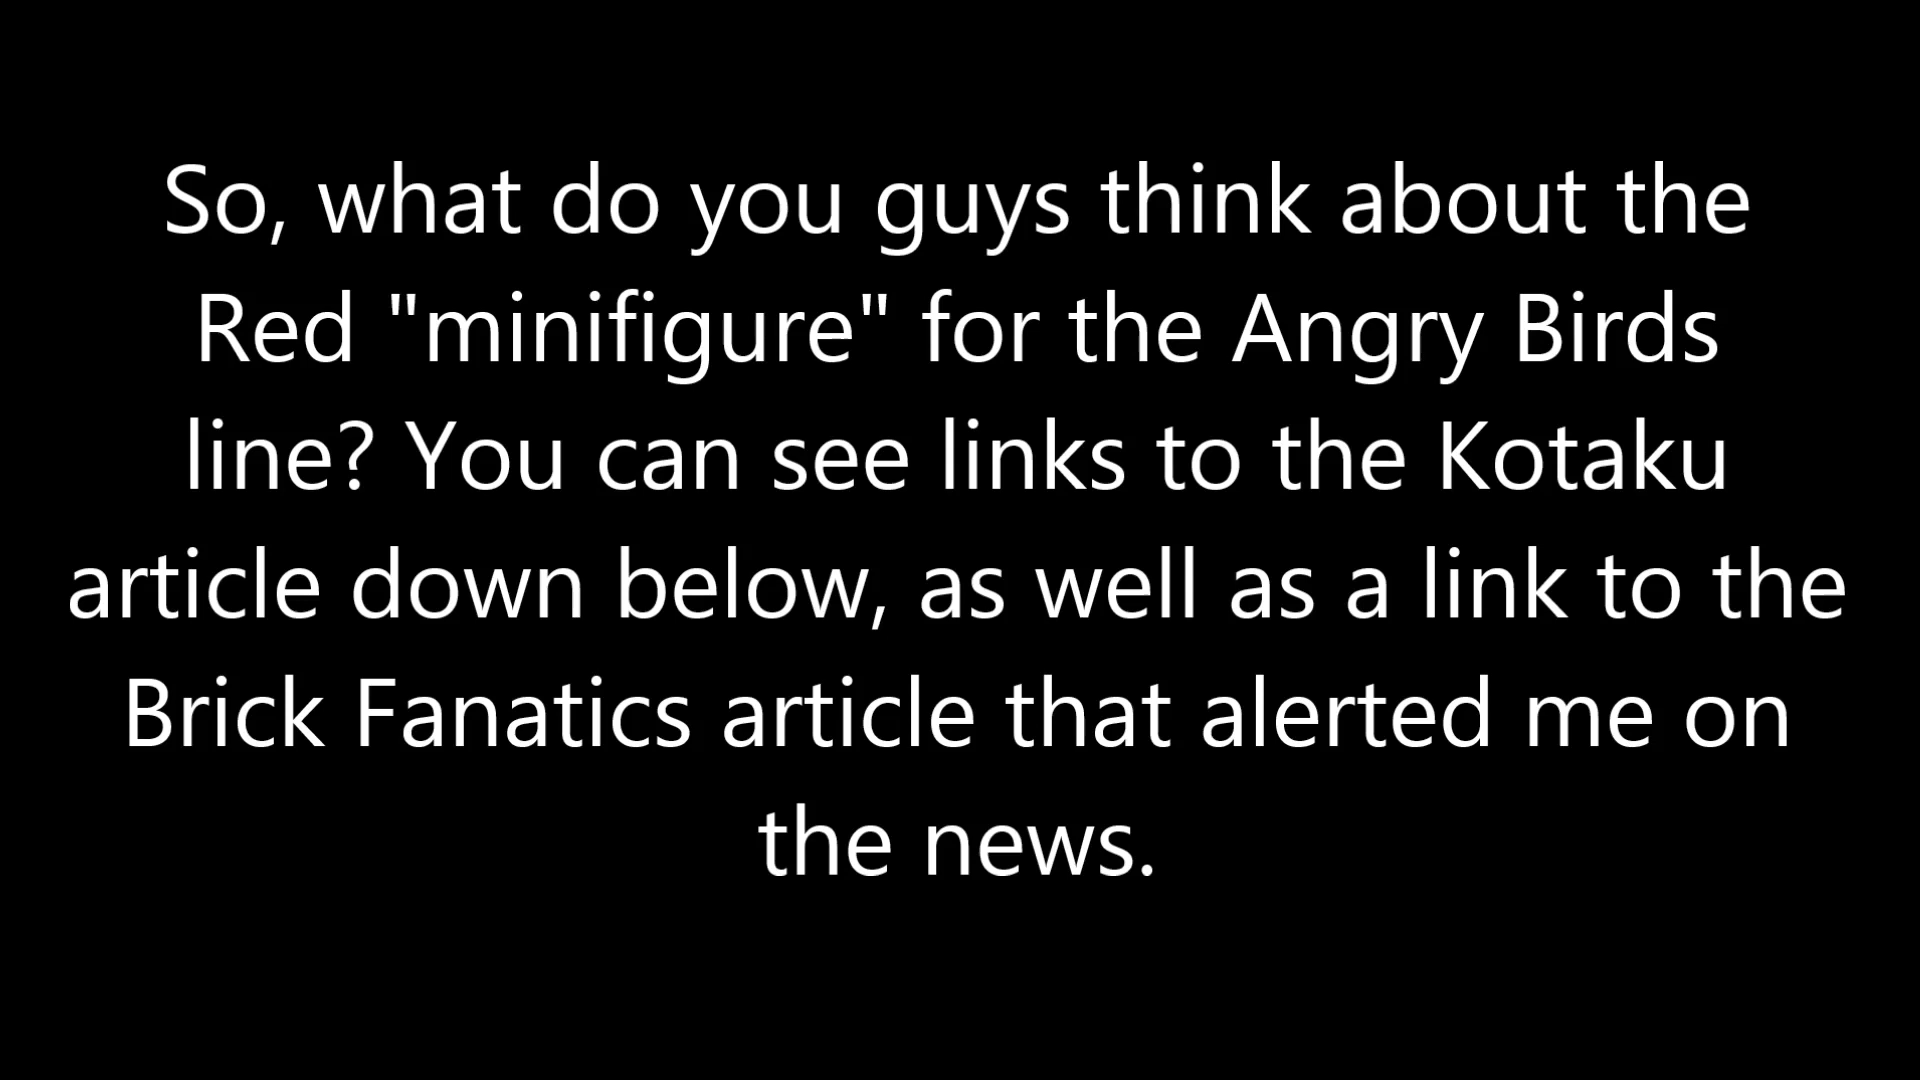 So, what do you guys think about the
Red "minifigure" for the Angry Birds
line? You can see links to the Kotaku
article down below, as well as a link to the
Brick Fanatics article that alerted me on
the news.